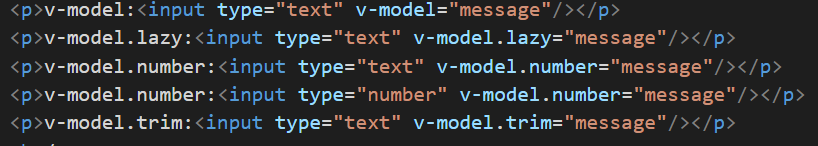 <p>v-model:<input type="text" v-model="message"/></p>
<p>v-model.lazy:<input type="text" v-model.lazy="message"/></p>
<p>v-model.number:<input type="text" v-model.number="message"/></p>
<p>v-model.number:<input type="number" v-model.number="message"/></p>
<p>v-model.trim:<input type="text" v-model.trim="message"/></p>